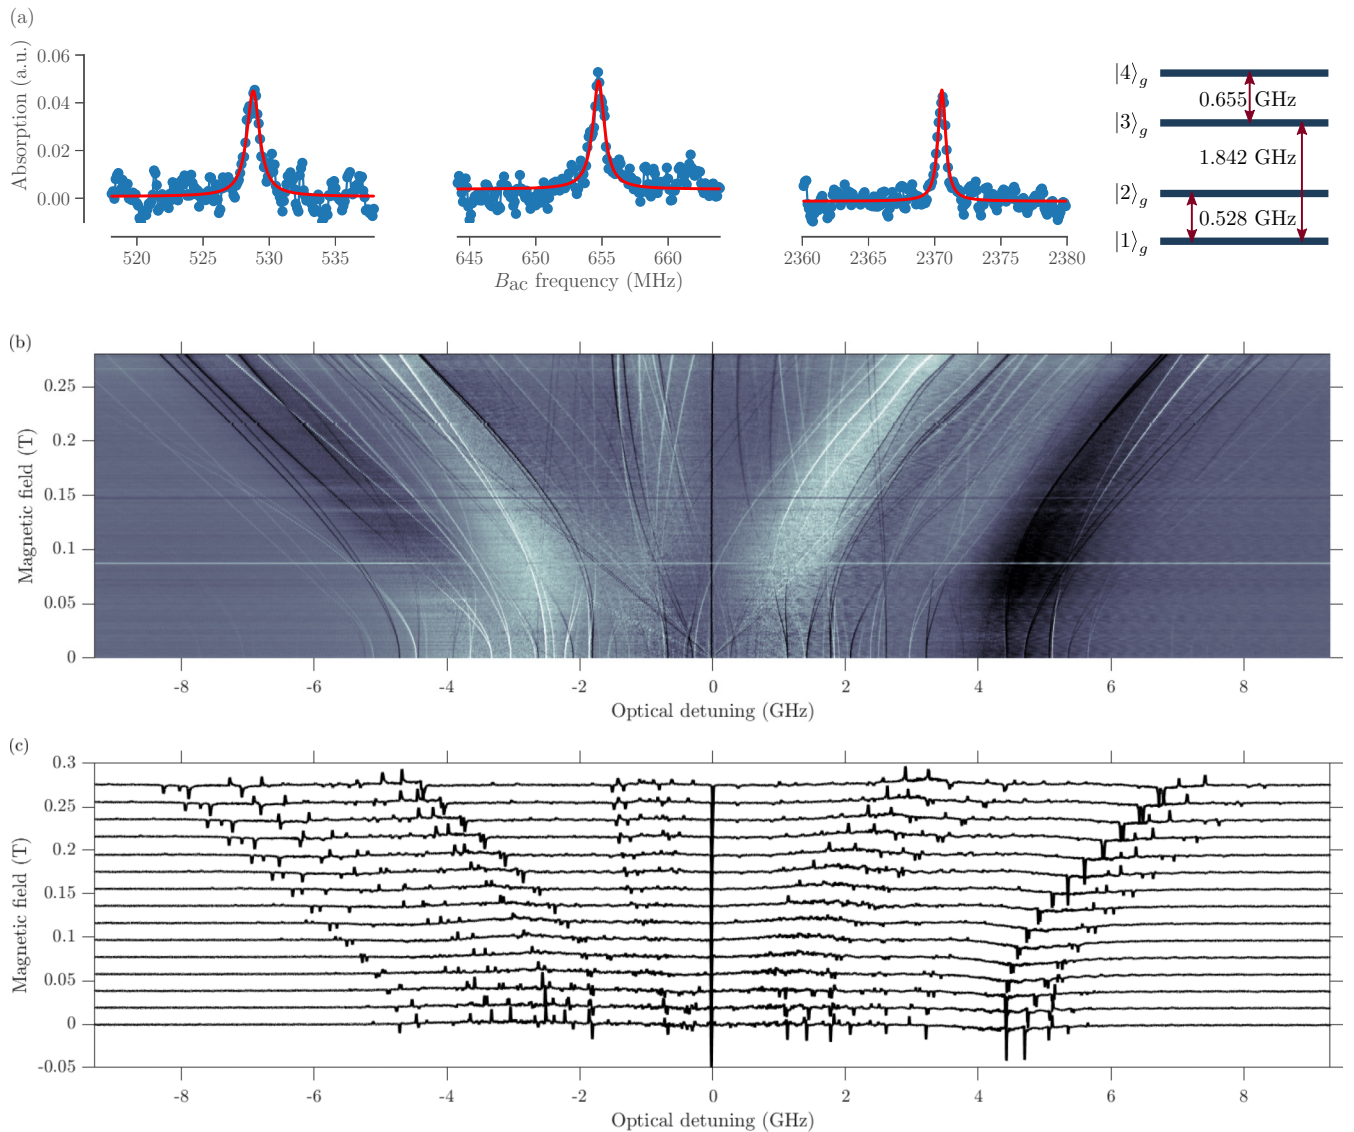 (a)
Absorption (a.u.)
0.06
0.04
0.02
0.00
520 525 530 535
645 650 655 660
2360 2365 2370 2375 2380
Bac frequency (MHz)
|4⟩g
0.655 GHz
|3⟩g
1.842 GHz
|2⟩g
0.528 GHz
|1⟩g
(b)
Magnetic field (T)
0.25
0.2
0.15
0.1
0.05
0
-8 -6 -4 -2 0 2 4 6 8
Optical detuning (GHz)
(c)
Magnetic field (T)
0.3
0.25
0.2
0.15
0.1
0.05
0
-0.05
-8 -6 -4 -2 0 2 4 6 8
Optical detuning (GHz)